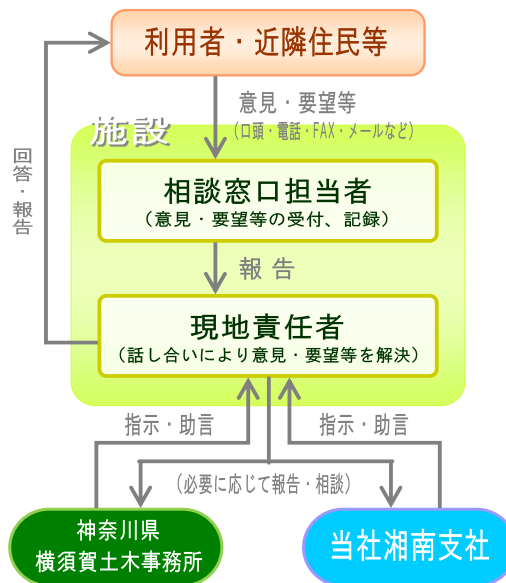 利用者・近隣住民等
意見・要望等
（口頭・電話・FAX・メールなど）
施設
相談窓口担当者
（意見・要望等の受付、記録）
回答・報告
報告
現地責任者
（話し合いにより意見・要望等を解決）
指示・助言
指示・助言
（必要に応じて報告・相談）
神奈川県
横須賀土木事務所
当社湘南支社